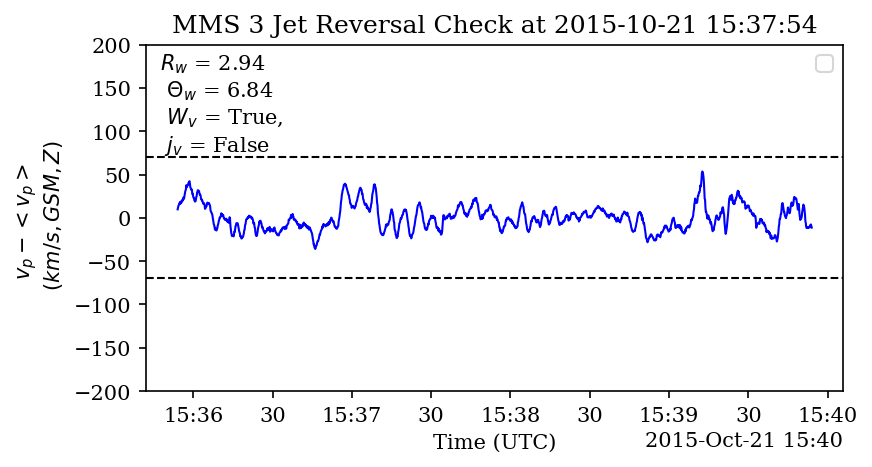 MMS 3 Jet Reversal Check at 2015-10-21 15:37:54
R_w = 2.94
Θ_w = 6.84
W_v = True,
j_v = False
v_p − < v_p >
(km/s, GSM, Z)
200
150
100
50
0
−50
−100
−150
−200
15:36 30 15:37 30 15:38 30 15:39 30 15:40
Time (UTC)
2015-Oct-21 15:40